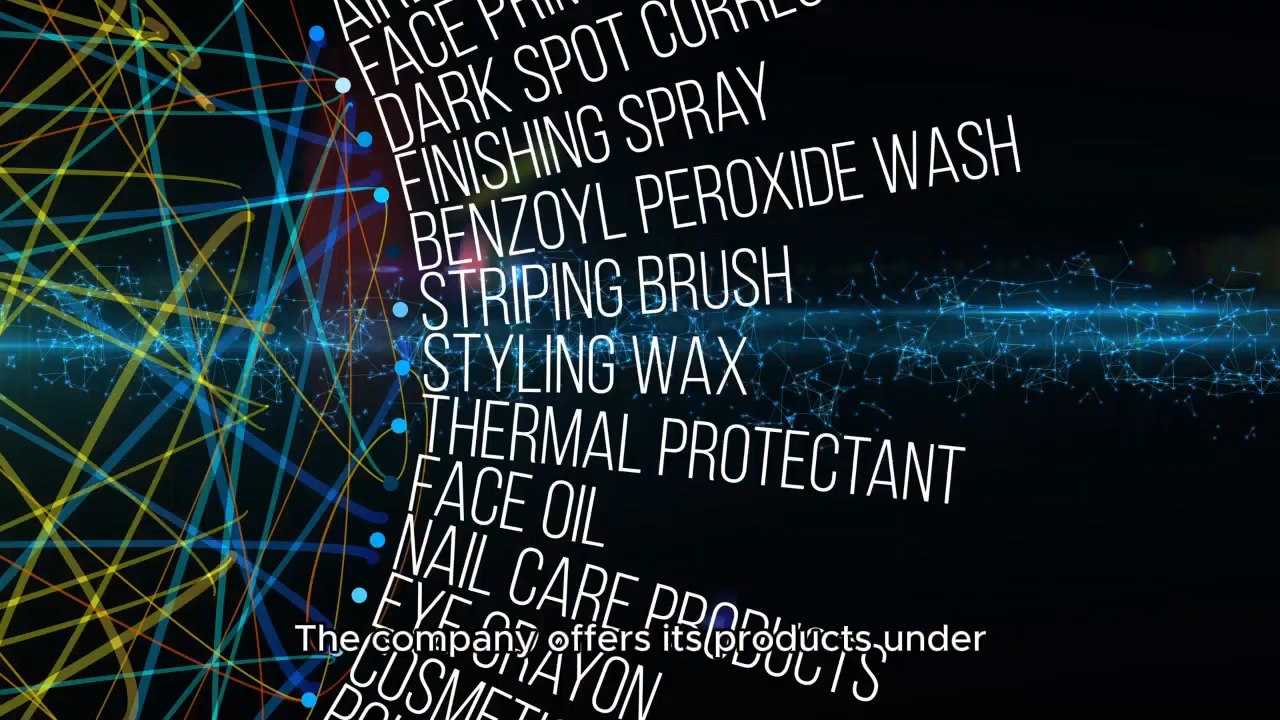 FACE
DARK SPOT
FINISHING SPRAY
BENZOYL PEROXIDE WASH
STRIPING BRUSH
STYLING WAX
THERMAL PROTECTANT
FACE OIL
NAIL CARE PRODUCTS
EYE CRAYON
The company offers its products under